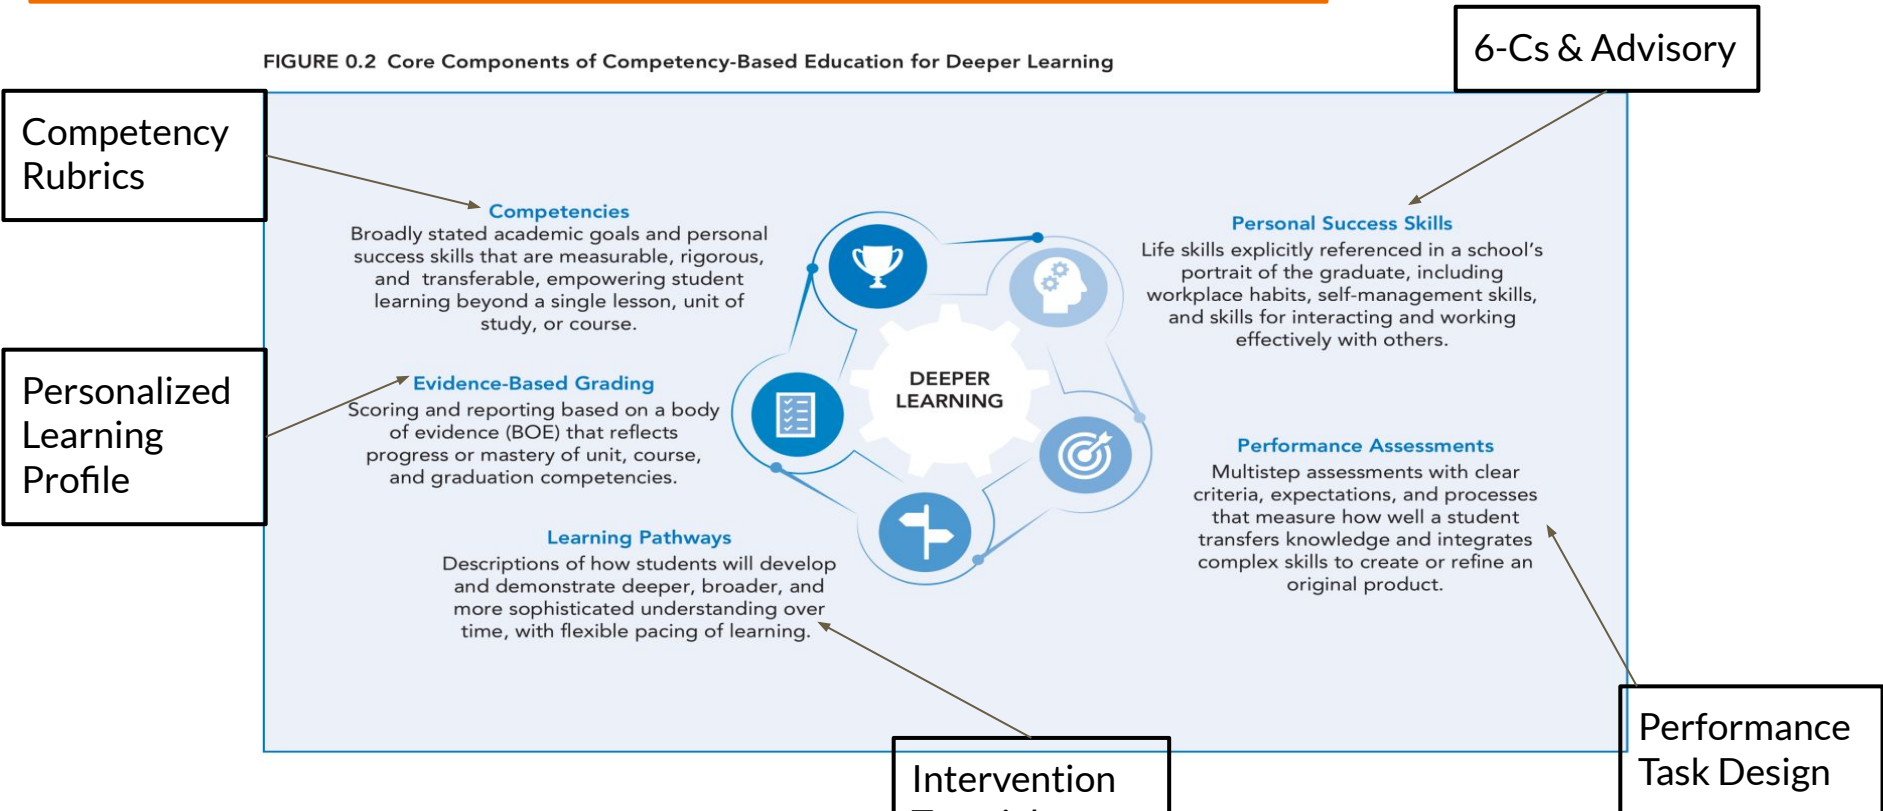 FIGURE 0.2 Core Components of Competency-Based Education for Deeper Learning
6-Cs & Advisory
Competency
Rubrics
Competencies
Broadly stated academic goals and personal
success skills that are measurable, rigorous,
and transferable, empowering student
learning beyond a single lesson, unit of
study, or course.
Personal Success Skills
Life skills explicitly referenced in a school's
portrait of the graduate, including
workplace habits, self-management skills,
and skills for interacting and working
effectively with others.
Personalized
Learning
Profile
Evidence-Based Grading
Scoring and reporting based on a body
of evidence (BOE) that reflects
progress or mastery of unit, course,
and graduation competencies.
DEEPER
LEARNING
Performance Assessments
Multistep assessments with clear
criteria, expectations, and processes
that measure how well a student
transfers knowledge and integrates
complex skills to create or refine an
original product.
Learning Pathways
Descriptions of how students will develop
and demonstrate deeper, broader, and
more sophisticated understanding over
time, with flexible pacing of learning.
Intervention
Performance
Task Design